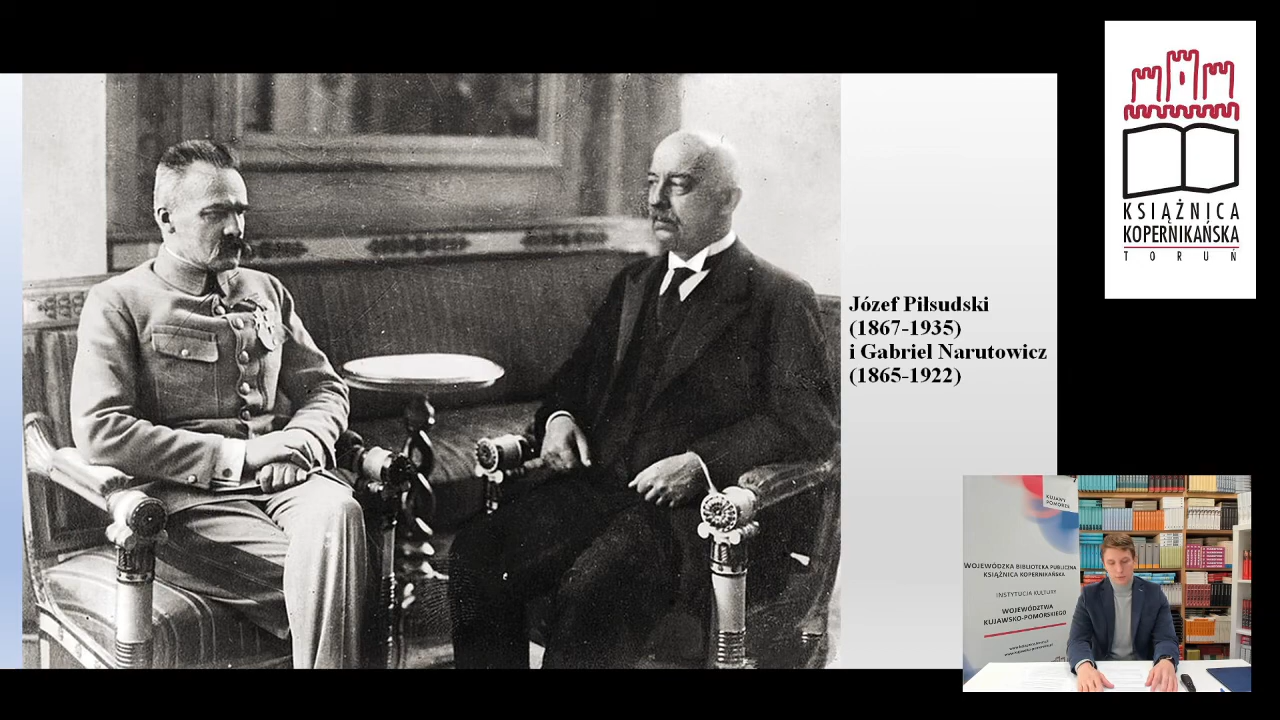 Józef Piłsudski
(1867-1935)
i Gabriel Narutowicz
(1865-1922)
KSIĄŻNICA
KOPERNIKAŃSKA
TORUŃ
KUJAWY
POMORZE
WOJEWÓDZKA BIBLIOTEKA PUBLICZNA
KSIĄŻNICA KOPERNIKAŃSKA
INSTYTUCJA KULTURY
WOJEWÓDZTWA
KUJAWSKO-POMORSKIEGO